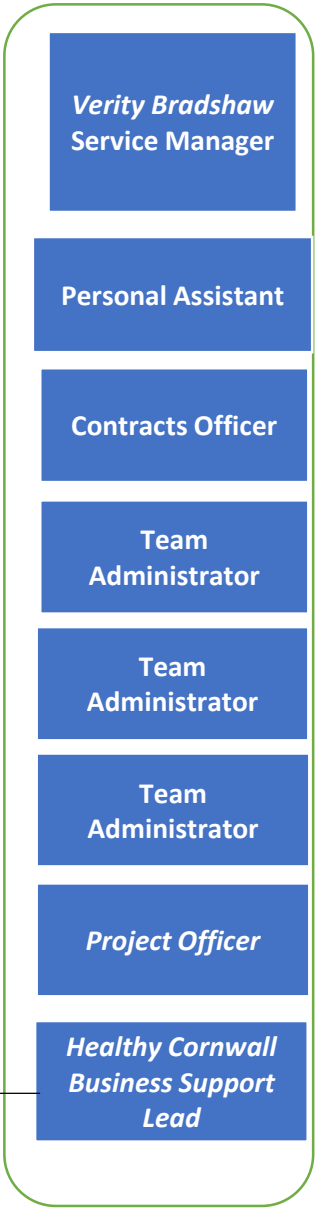 Verity Bradshaw
Service Manager
Personal Assistant
Contracts Officer
Team
Administrator
Team
Administrator
Team
Administrator
Project Officer
Healthy Cornwall
Business Support
Lead